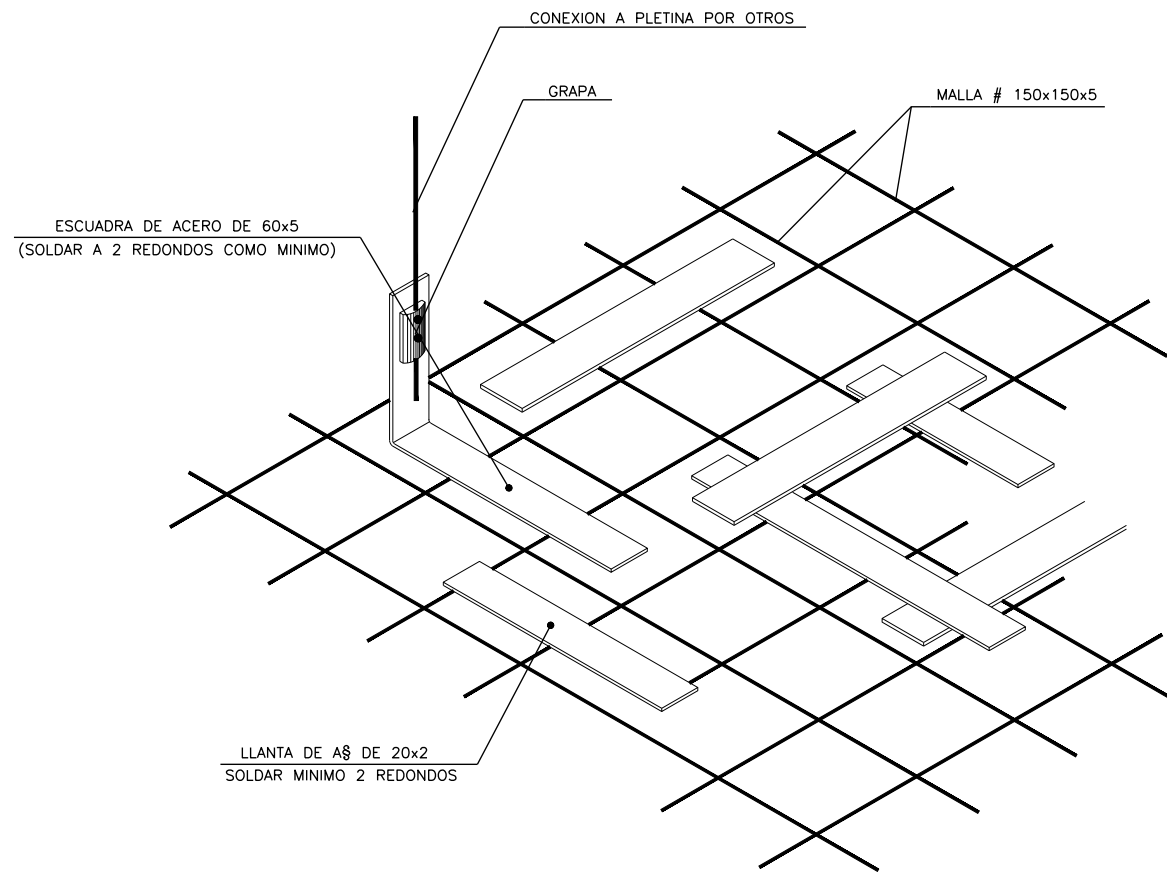 CONEXION A PLETINA POR OTROS
GRAPA
MALLA # 150x150x5
ESCUADRA DE ACERO DE 60x5
(SOLDAR A 2 REDONDOS COMO MINIMO)
LLANTA DE A§ DE 20x2
SOLDAR MINIMO 2 REDONDOS